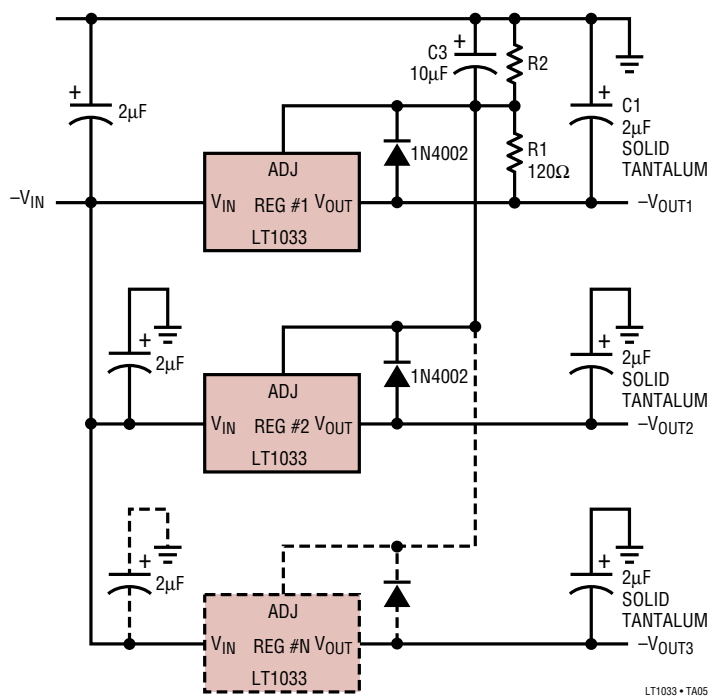 +
2μF
C3
10μF
+
R2
+
C1
2μF
SOLID
TANTALUM
1N4002
R1
120Ω
–VIN
ADJ
VIN REG #1 VOUT
LT1033
–VOUT1
+
2μF
1N4002
+
2μF
SOLID
TANTALUM
ADJ
VIN REG #2 VOUT
LT1033
–VOUT2
+
2μF
+
2μF
SOLID
TANTALUM
ADJ
VIN REG #N VOUT
LT1033
–VOUT3
LT1033 • TA05